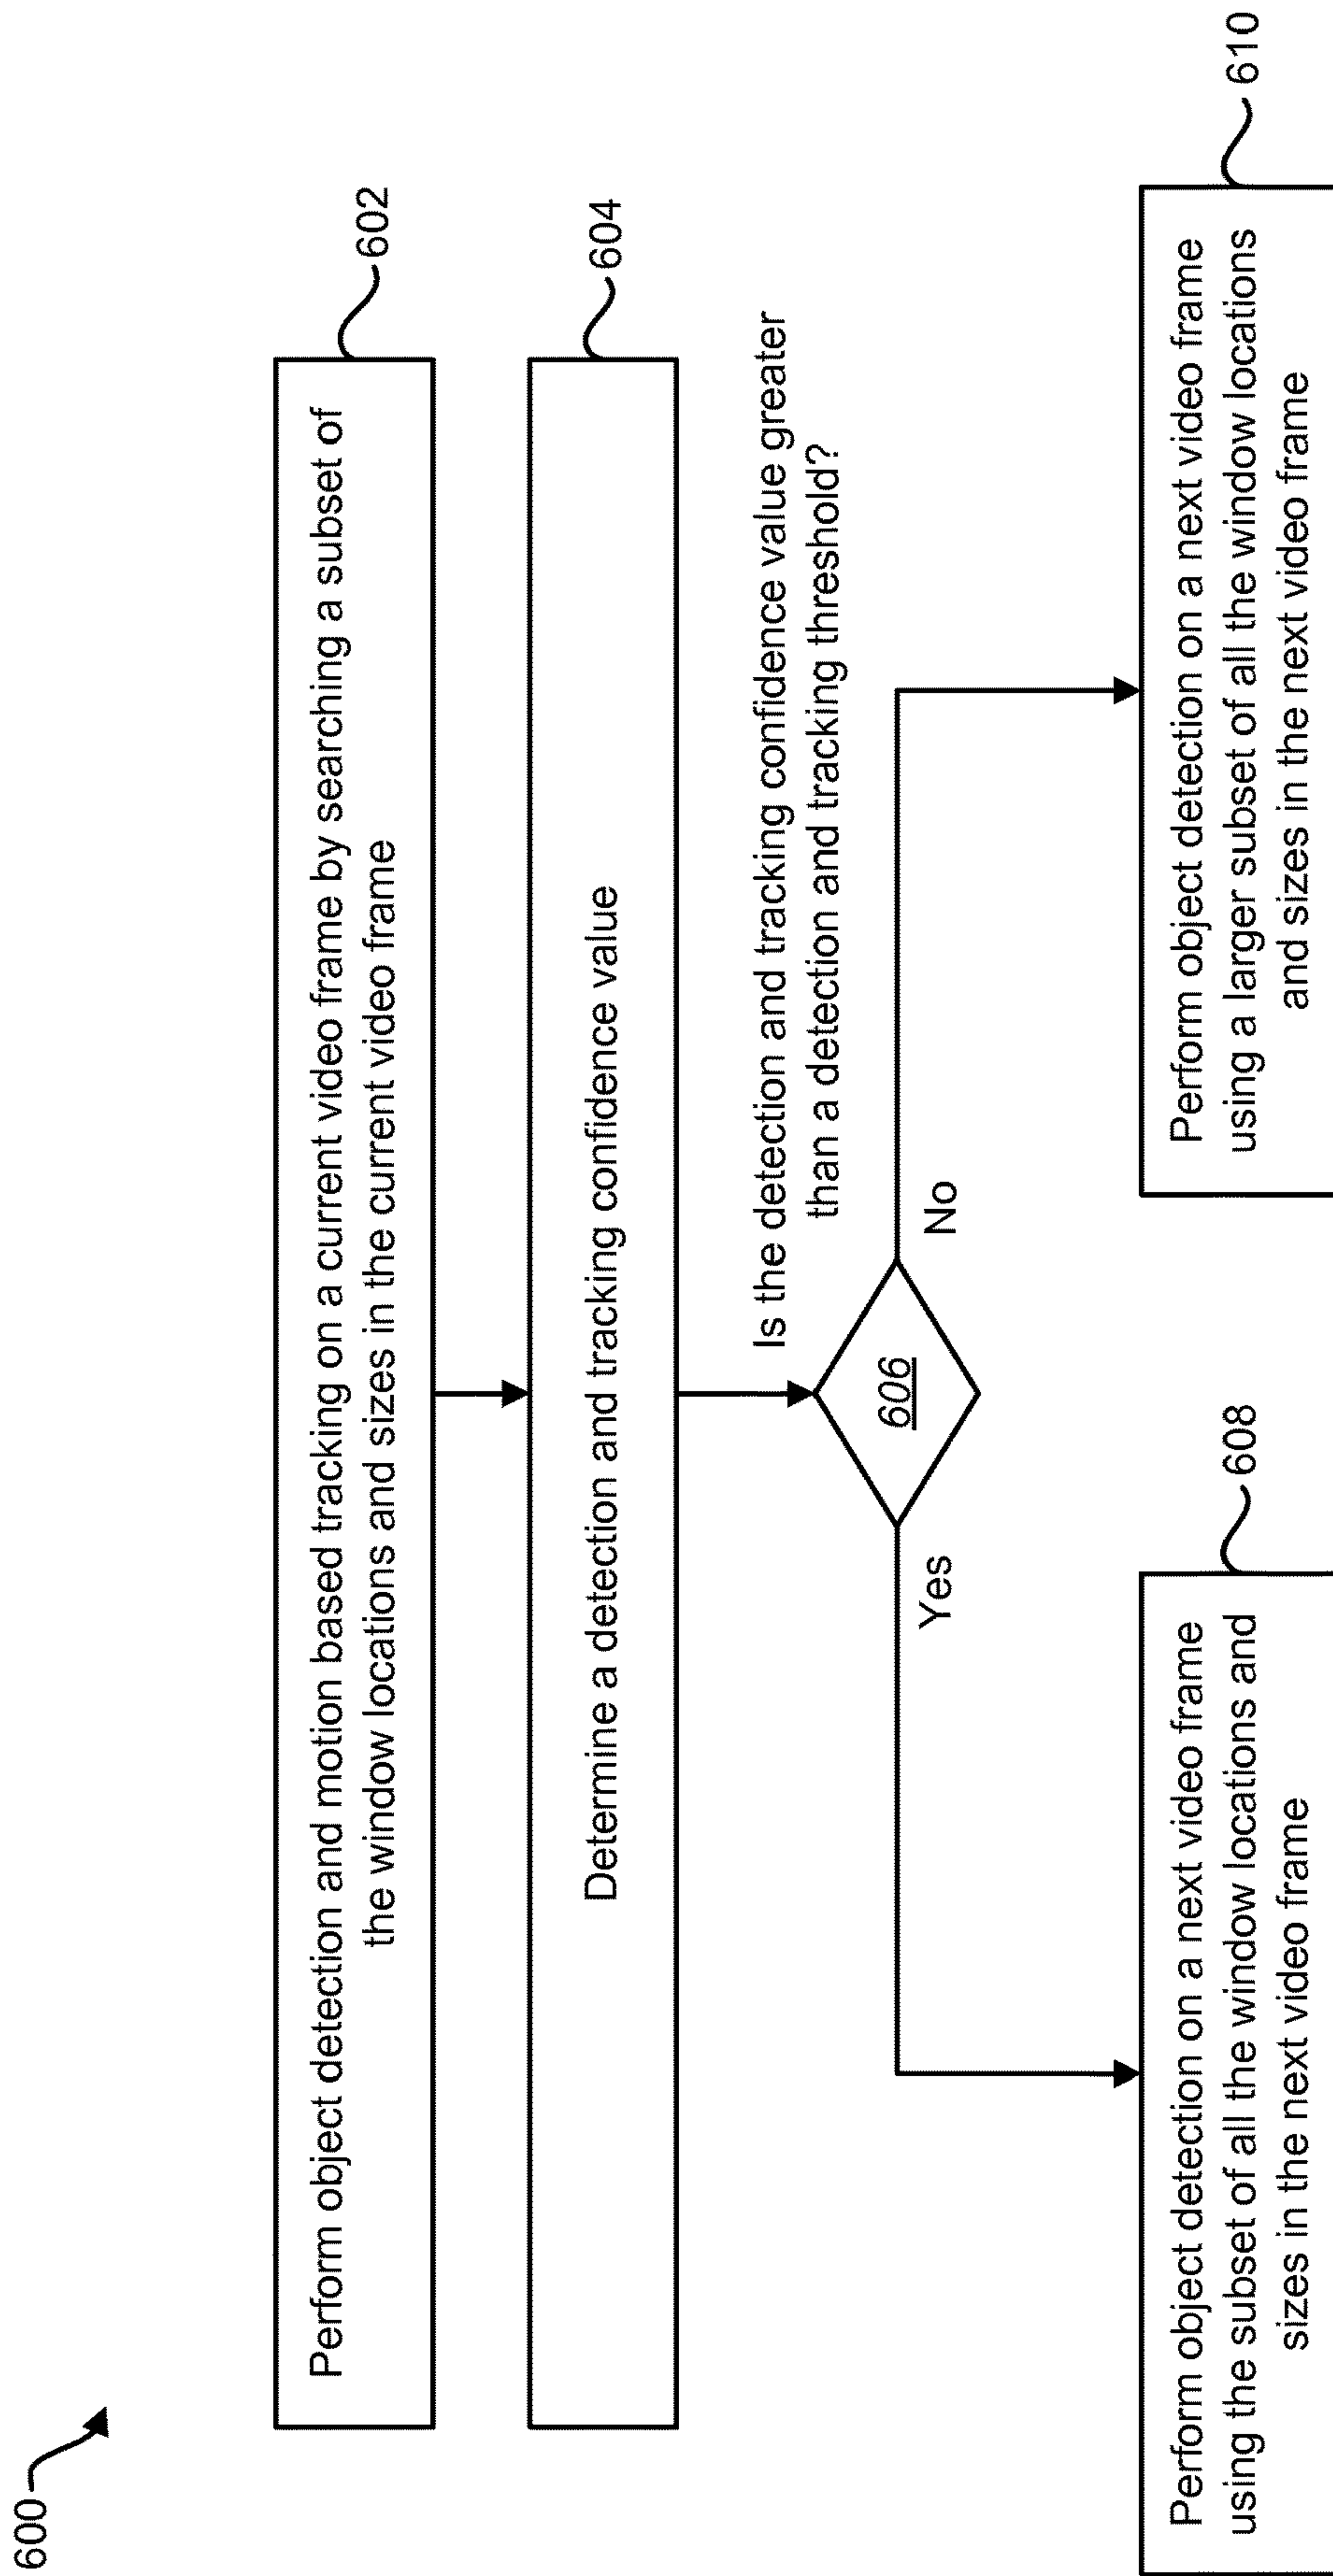 600
Perform object detection and motion based tracking on a current video frame by searching a subset of
the window locations and sizes in the current video frame
602
Determine a detection and tracking confidence value
604
Is the detection and tracking confidence value greater
than a detection and tracking threshold?
606
Yes
No
Perform object detection on a next video frame
using the subset of all the window locations and
sizes in the next video frame
608
Perform object detection on a next video frame
using a larger subset of all the window locations
and sizes in the next video frame
610